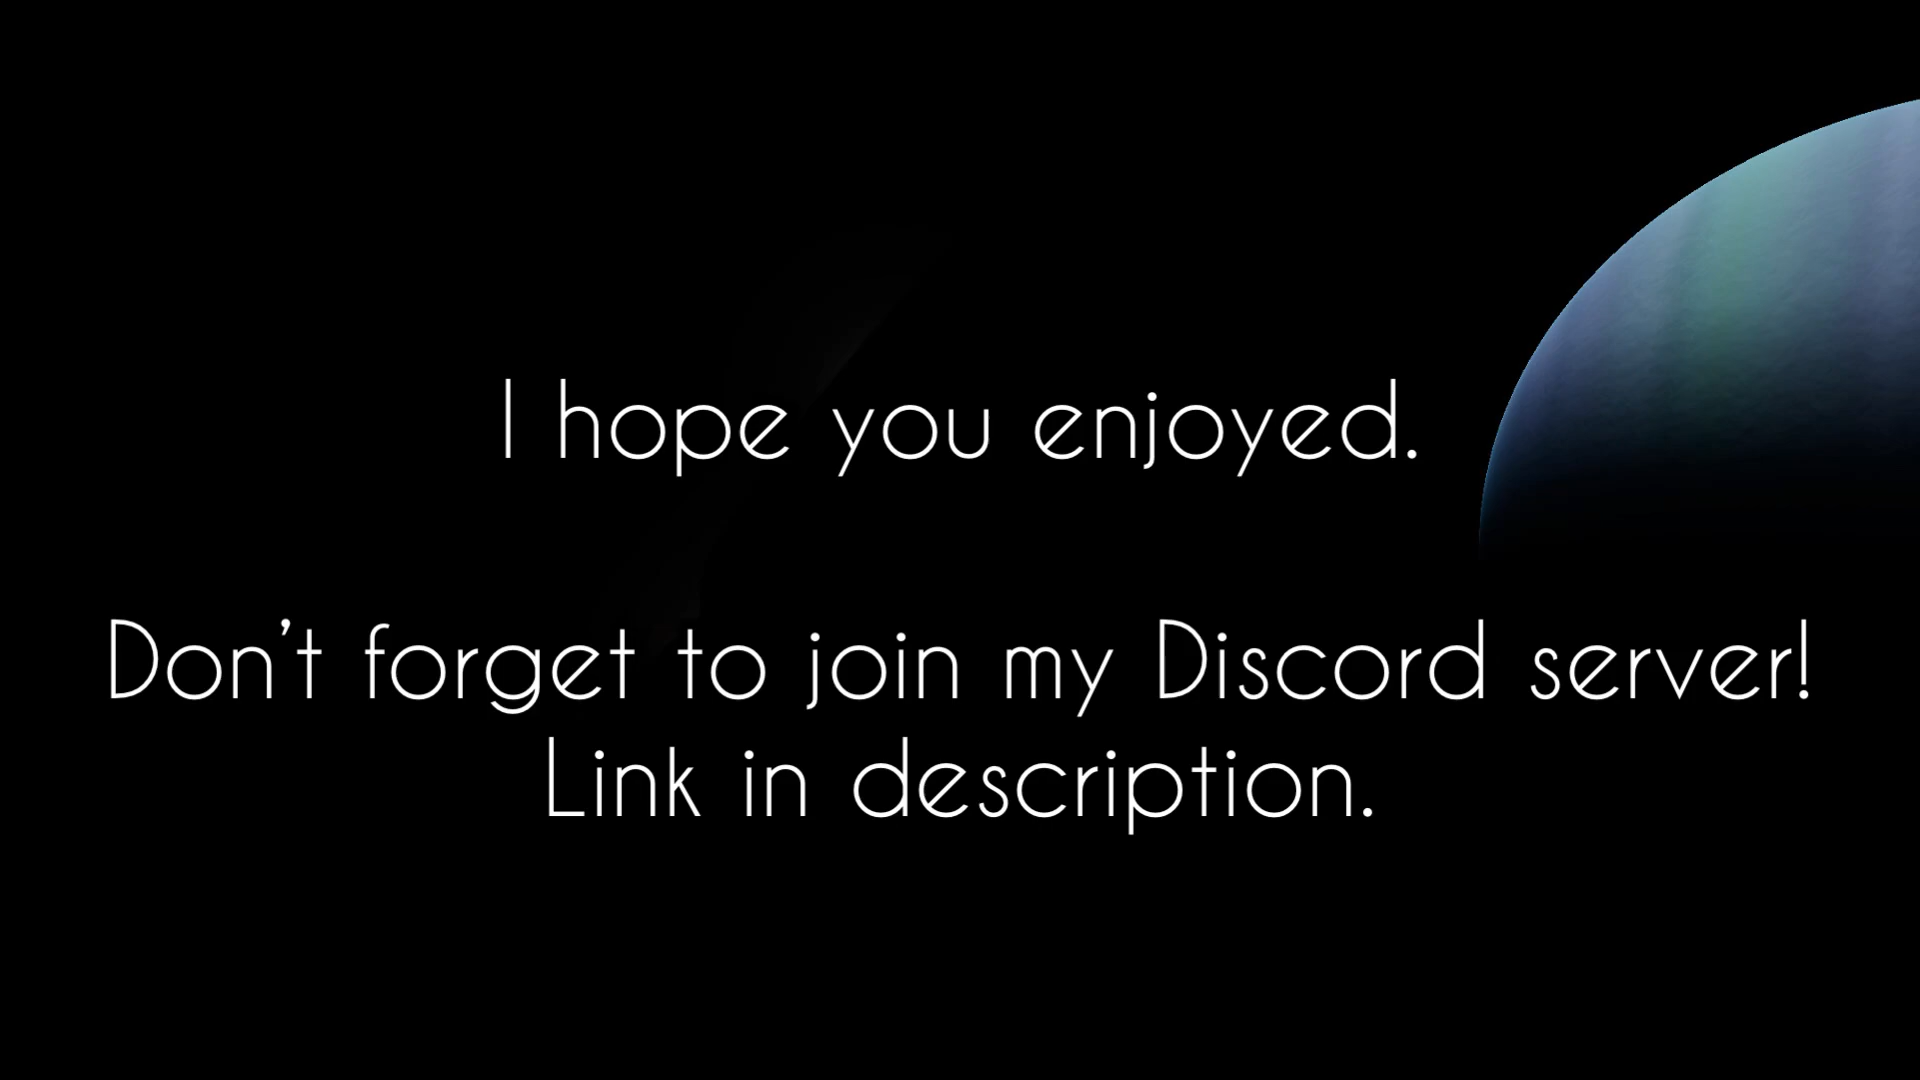 I hope you enjoyed.
Don’t forget to join my Discord server!
Link in description.